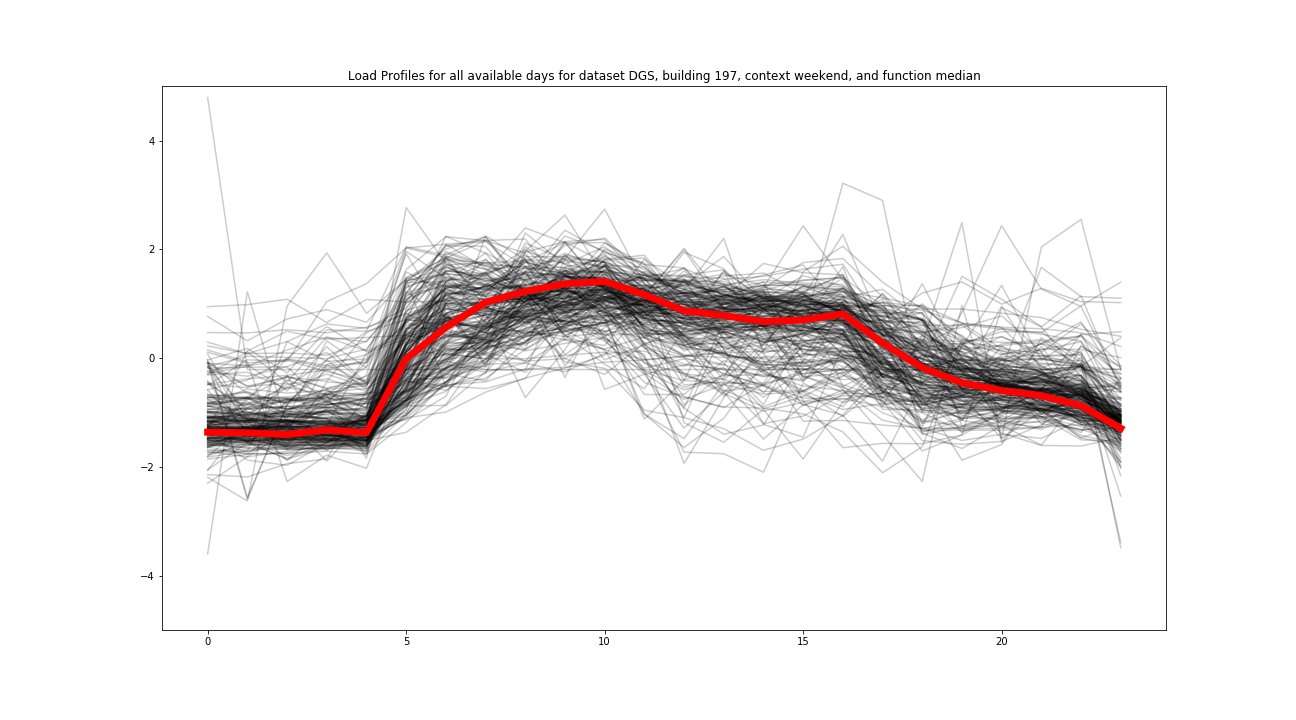 Load Profiles for all available days for dataset DGS, building 197, context weekend, and function median
4
2
0
−2
−4
0 5 10 15 20